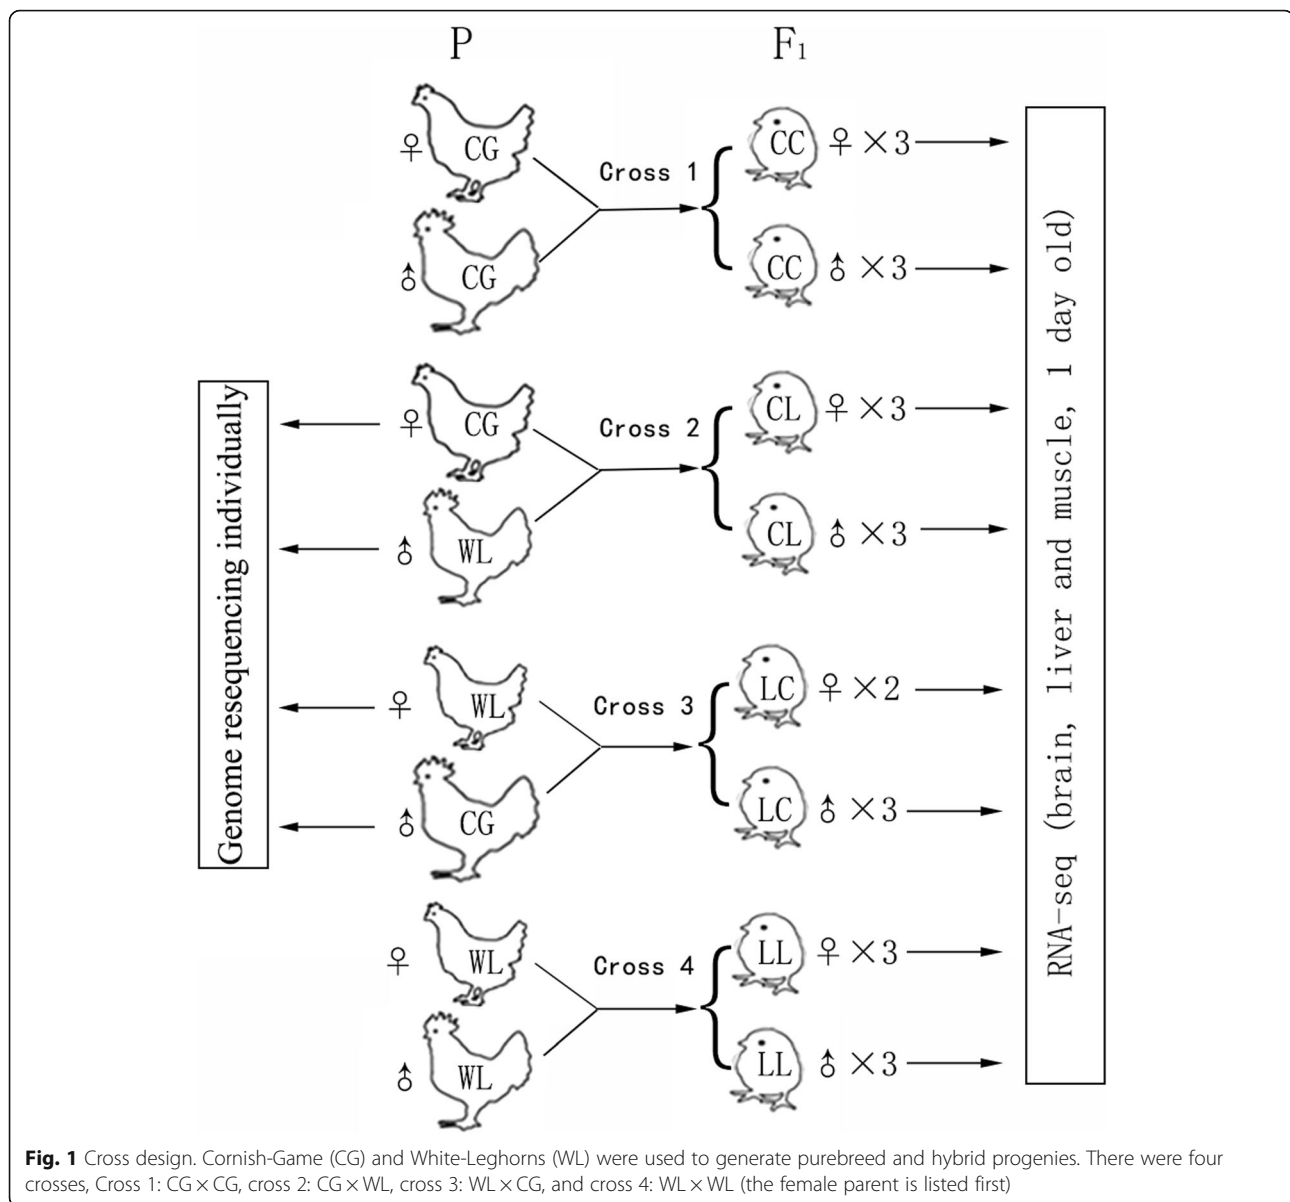 P
F₁
♀ CG
♂ CG
Cross 1
CC ♀ ×3
CC ♂ ×3
♀ CG
♂ WL
Cross 2
CL ♀ ×3
CL ♂ ×3
♀ WL
♂ CG
Cross 3
LC ♀ ×2
LC ♂ ×3
♀ WL
♂ WL
Cross 4
LL ♀ ×3
LL ♂ ×3
Genome resequencing individually
RNA-seq (brain, liver and muscle, 1 day old)
Fig. 1 Cross design. Cornish-Game (CG) and White-Leghorns (WL) were used to generate purebreed and hybrid progenies. There were four
crosses, Cross 1: CG × CG, cross 2: CG × WL, cross 3: WL × CG, and cross 4: WL × WL (the female parent is listed first)